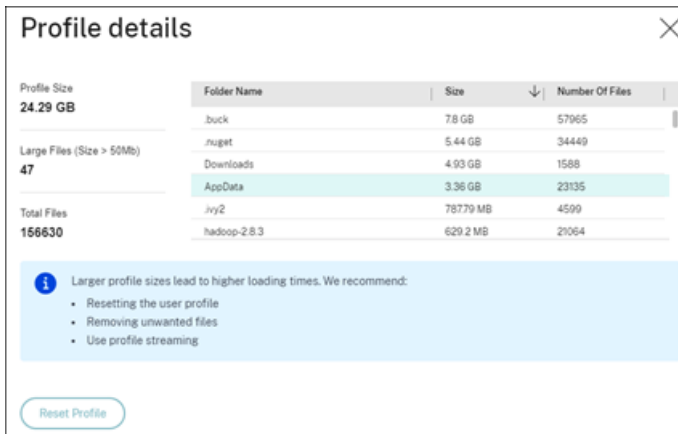 Profile details
Profile Size
24.29 GB
Large Files (Size > 50Mb)
47
Total Files
156630
Folder Name Size Number Of Files
.buck 7.8 GB 57965
.nuget 5.44 GB 34449
Downloads 4.93 GB 1588
AppData 3.36 GB 23135
.ivy2 787.79 MB 4599
hadoop-2.8.3 629.2 MB 21064
Larger profile sizes lead to higher loading times. We recommend:
• Resetting the user profile
• Removing unwanted files
• Use profile streaming
Reset Profile